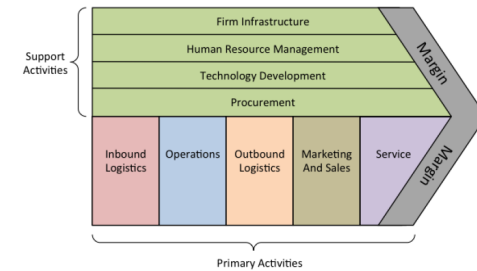 Firm Infrastructure
Human Resource Management
Technology Development
Procurement
Support
Activities
Margin
Margin
Inbound
Logistics
Operations
Outbound
Logistics
Marketing
And Sales
Service
Primary Activities